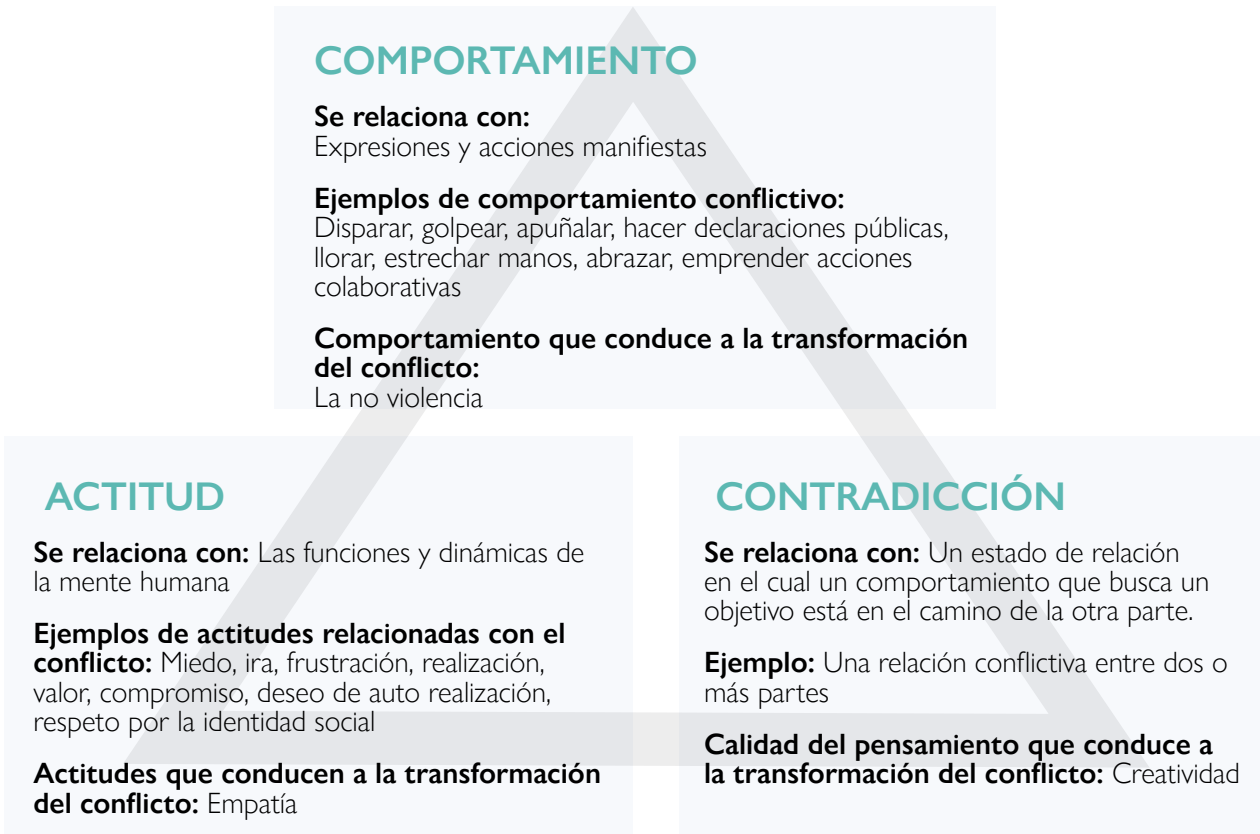 COMPORTAMIENTO
Se relaciona con:
Expresiones y acciones manifiestas
Ejemplos de comportamiento conflictivo:
Disparar, golpear, apuñalar, hacer declaraciones públicas,
llorar, estrechar manos, abrazar, emprender acciones
colaborativas
Comportamiento que conduce a la transformación
del conflicto:
La no violencia
ACTITUD
Se relaciona con: Las funciones y dinámicas de
la mente humana
Ejemplos de actitudes relacionadas con el
conflicto: Miedo, ira, frustración, realización,
valor, compromiso, deseo de auto realización,
respeto por la identidad social
Actitudes que conducen a la transformación
del conflicto: Empatía
CONTRADICCIÓN
Se relaciona con: Un estado de relación
en el cual un comportamiento que busca un
objetivo está en el camino de la otra parte.
Ejemplo: Una relación conflictiva entre dos o
más partes
Calidad del pensamiento que conduce a
la transformación del conflicto: Creatividad